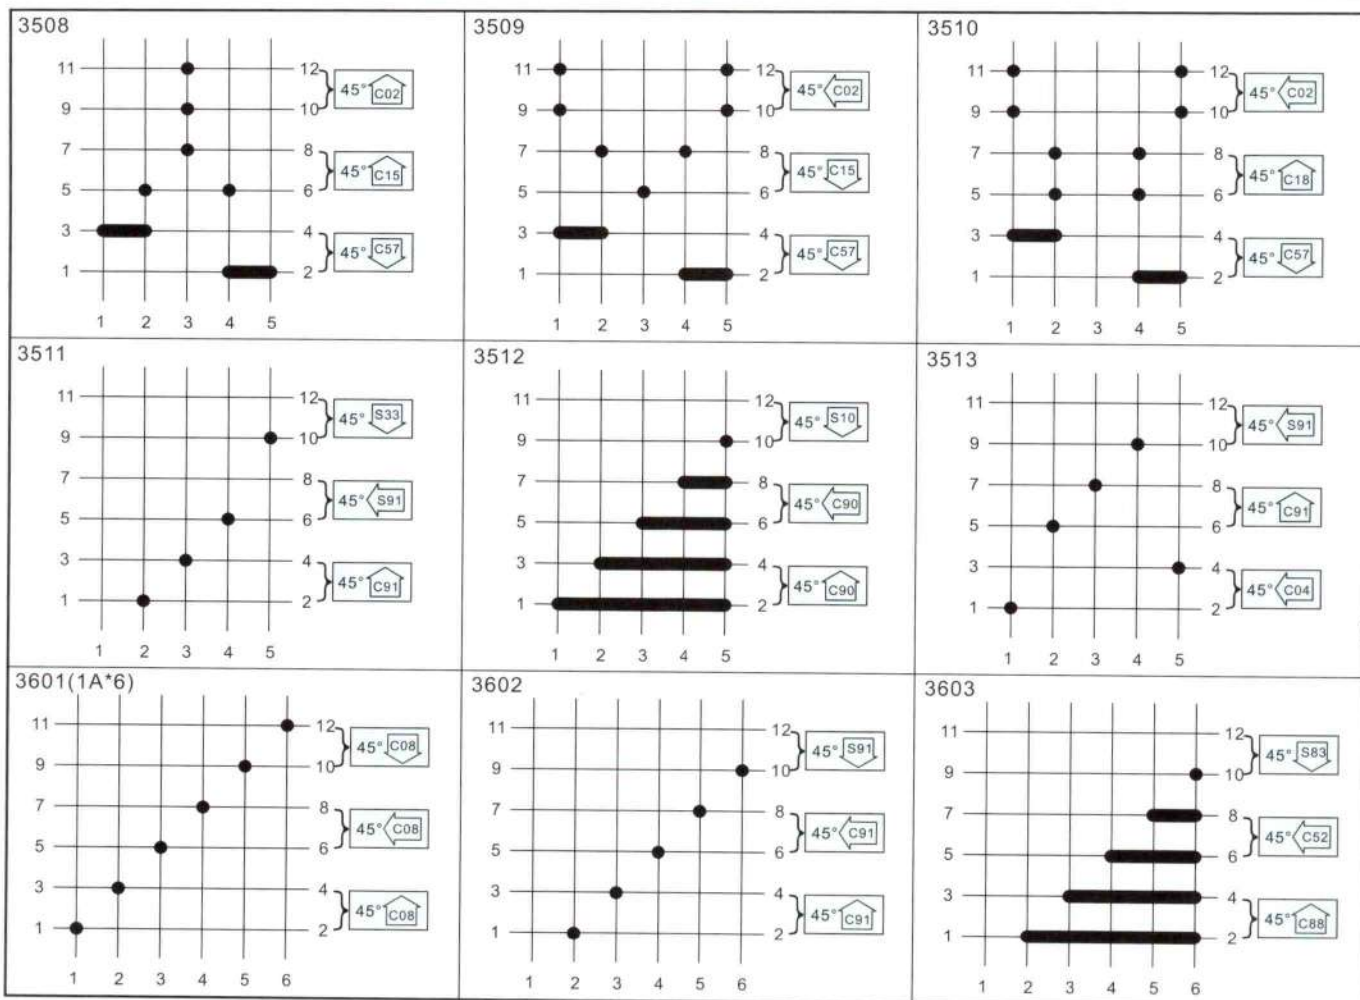 3508
11 12
45° C02
9 10
7 8
45° C15
5 6
3 4
45° C57
1 2
1 2 3 4 5
3509
11 12
45° C02
9 10
7 8
45° C15
5 6
3 4
45° C57
1 2
1 2 3 4 5
3510
11 12
45° C02
9 10
7 8
45° C18
5 6
3 4
45° C57
1 2
1 2 3 4 5
3511
11 12
45° S33
9 10
7 8
45° S91
5 6
3 4
45° C91
1 2
1 2 3 4 5
3512
11 12
45° S10
9 10
7 8
45° C90
5 6
3 4
45° C90
1 2
1 2 3 4 5
3513
11 12
45° S91
9 10
7 8
45° C91
5 6
3 4
45° C04
1 2
1 2 3 4 5
3601(1A*6)
11 12
45° C08
9 10
7 8
45° C08
5 6
3 4
45° C08
1 2
1 2 3 4 5 6
3602
11 12
45° S91
9 10
7 8
45° C91
5 6
3 4
45° C91
1 2
1 2 3 4 5 6
3603
11 12
45° S83
9 10
7 8
45° C52
5 6
3 4
45° C88
1 2
1 2 3 4 5 6